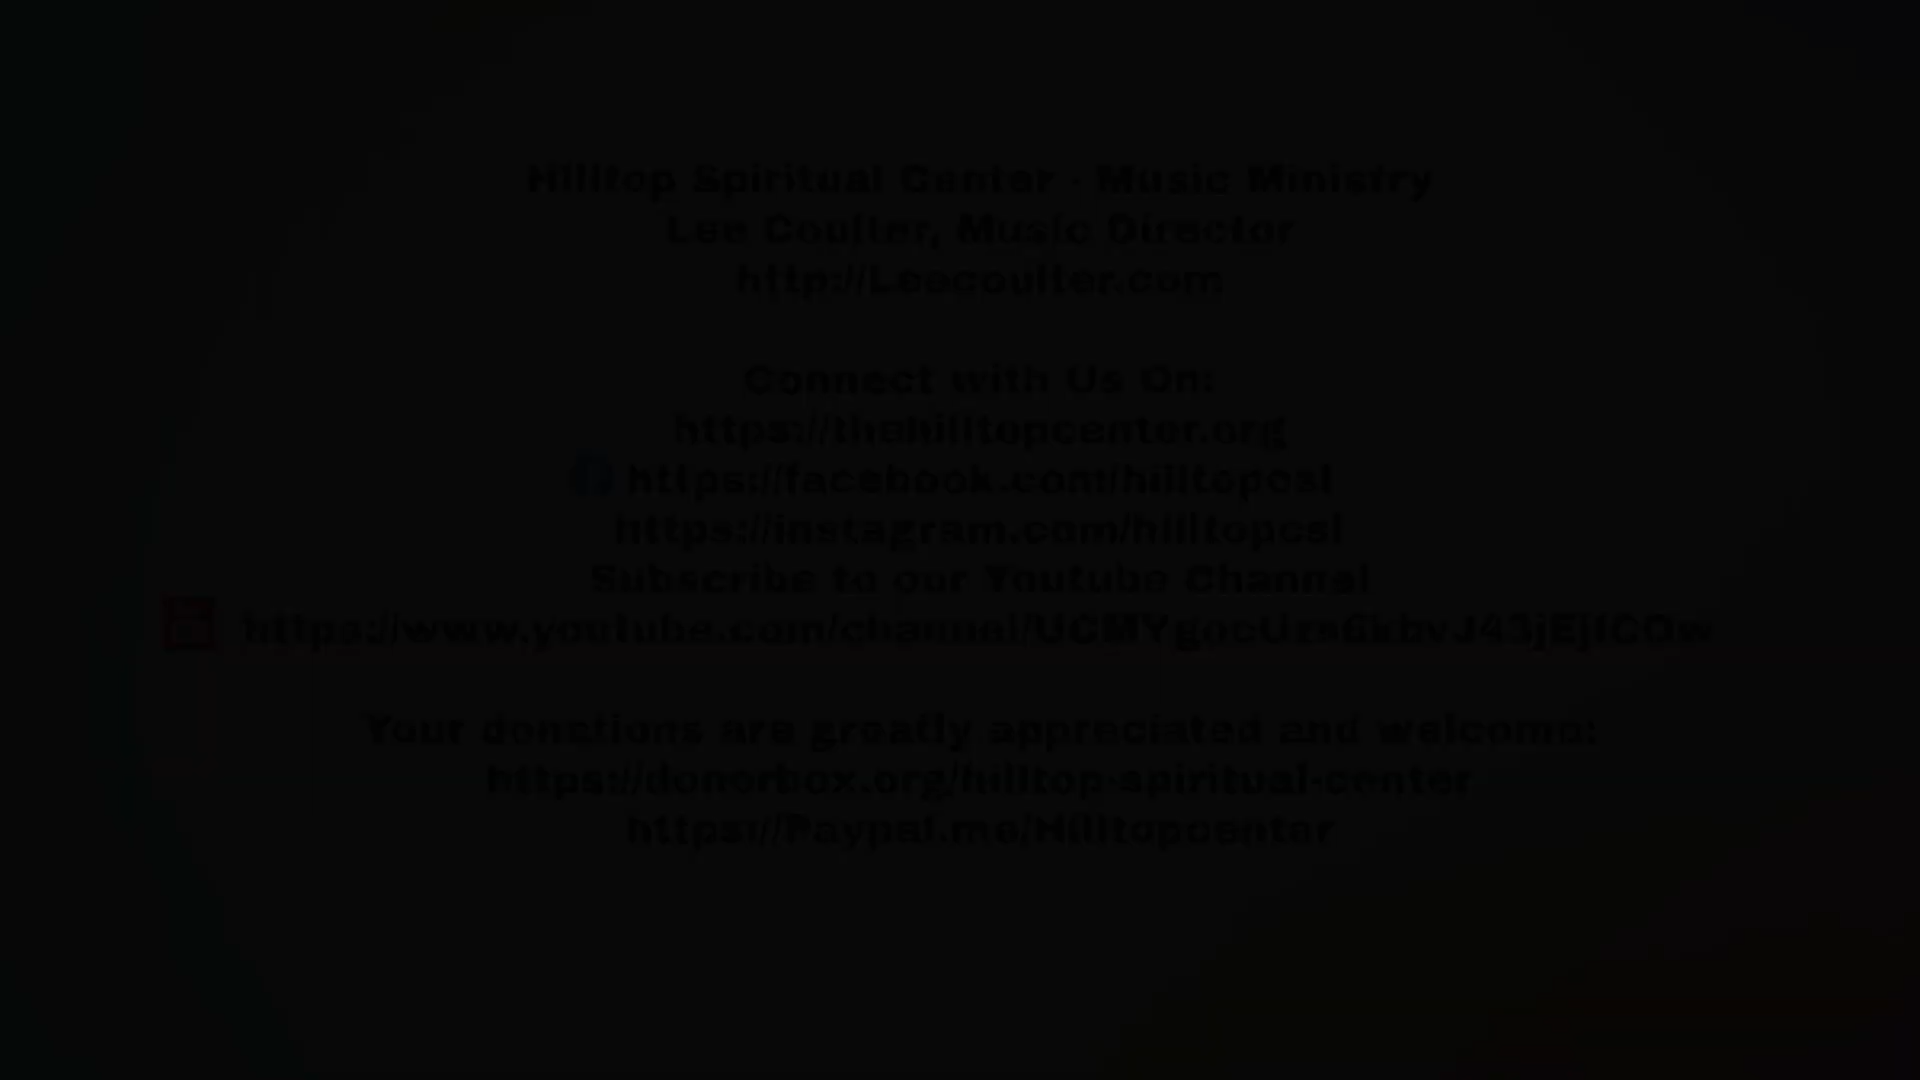 Hilltop Spiritual Center - Music Ministry
Lee Coulter, Music Director
http://Leecoulter.com
Connect with Us On:
https://thehilltopcenter.org
https://facebook.com/hilltopcsl
https://instagram.com/hilltopcsl
Subscribe to our Youtube Channel
Your donations are greatly appreciated and welcome:
https://donorbox.org/hilltop-spiritual-center
https://Paypal.me/Hilltopcenter